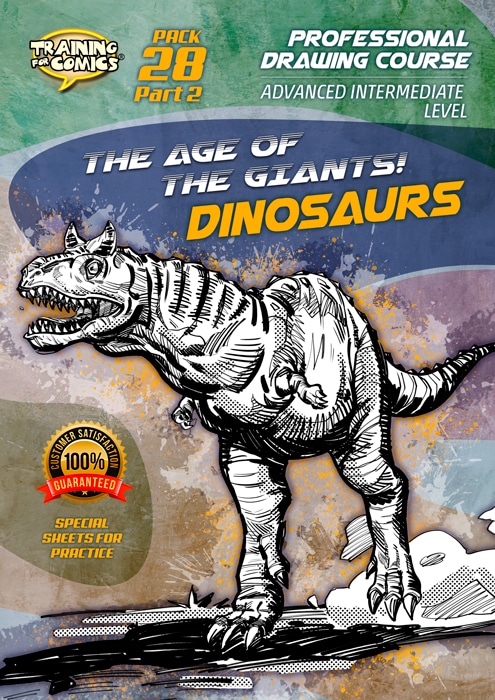 TRAINING
FOR COMICS®
PACK
28
Part 2
PROFESSIONAL
DRAWING COURSE
ADVANCED INTERMEDIATE
LEVEL
THE AGE OF
THE GIANTS!
DINOSAURS
CUSTOMER SATISFACTION
100%
GUARANTEED
SPECIAL
SHEETS FOR
PRACTICE